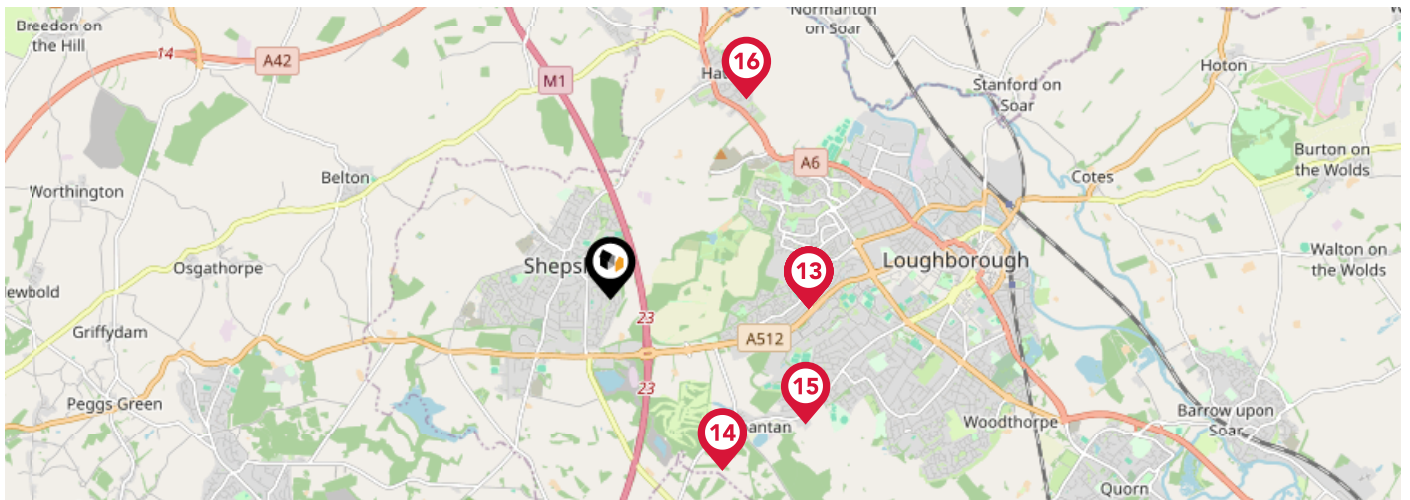 Breedon on
the Hill
14
A42
M1
16
Normanton
on Soar
Stanford on
Soar
Hoton
A6
Burton on
the Wolds
Worthington
Belton
Cotes
Osgathorpe
13
Loughborough
Walton on
the Wolds
23
Griffydam
A512
23
15
Peggs Green
14
Woodthorpe
Barrow upon
Soar
Quorn